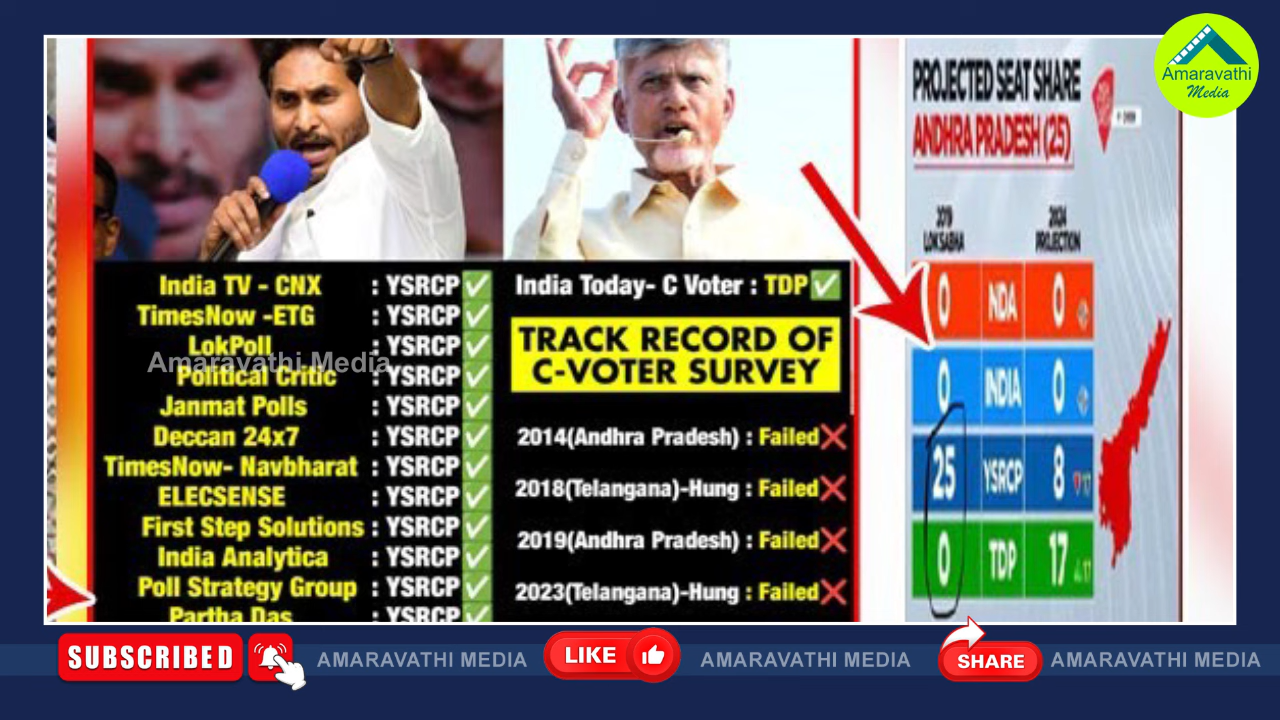 India TV - CNX : YSRCP
TimesNow -ETG : YSRCP
LokPoll : YSRCP
Political Critic : YSRCP
Janmat Polls : YSRCP
Deccan 24x7 : YSRCP
TimesNow- Navbharat : YSRCP
ELECSENSE : YSRCP
First Step Solutions : YSRCP
India Analytica : YSRCP
Poll Strategy Group : YSRCP
Partha Das
Amaravathi Media
India Today- C Voter : TDP
TRACK RECORD OF
C-VOTER SURVEY
2014(Andhra Pradesh) : Failed
2018(Telangana)-Hung : Failed
2019(Andhra Pradesh) : Failed
2023(Telangana)-Hung : Failed
PROJECTED SEAT SHARE
ANDHRA PRADESH (25)
2019
LOK SABHA
2024
PROJECTION
0 NDA 0
0 INDIA 0
25 YSRCP 8 17
0 TDP 17 17
Amaravathi
Media
SUBSCRIBED
AMARAVATHI MEDIA
LIKE
AMARAVATHI MEDIA
SHARE
AMARAVATHI MEDIA